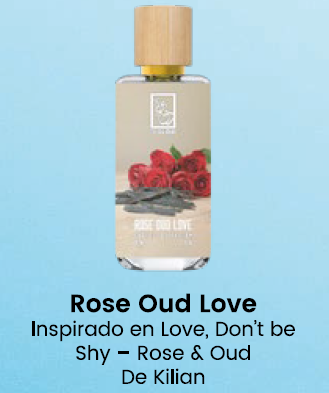 ROSE OUD LOVE
Rose Oud Love
Inspirado en Love, Don't be
Shy – Rose & Oud
De Kilian